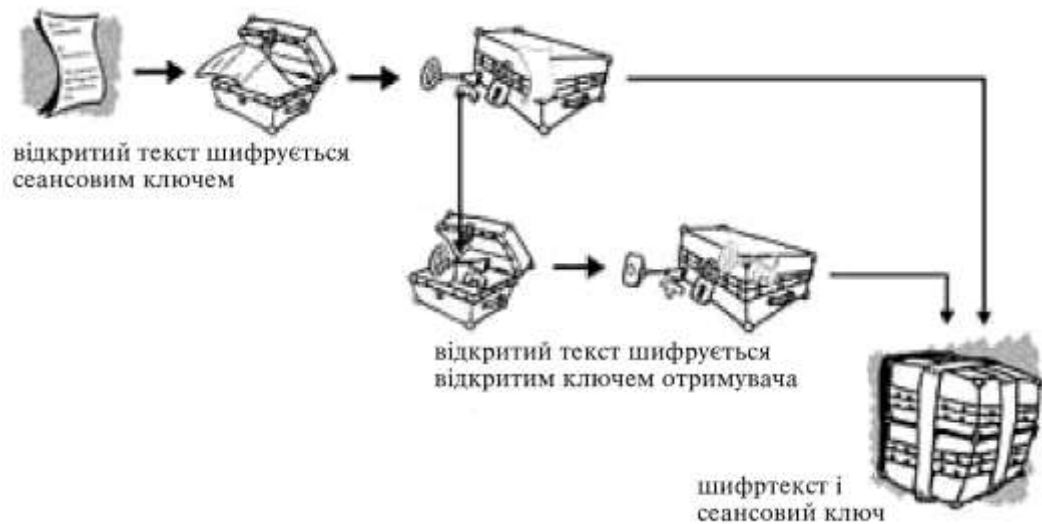 відкритий текст шифрується
сеансовим ключем
відкритий текст шифрується
відкритим ключем отримувача
шифртекст і
сеансовий ключ